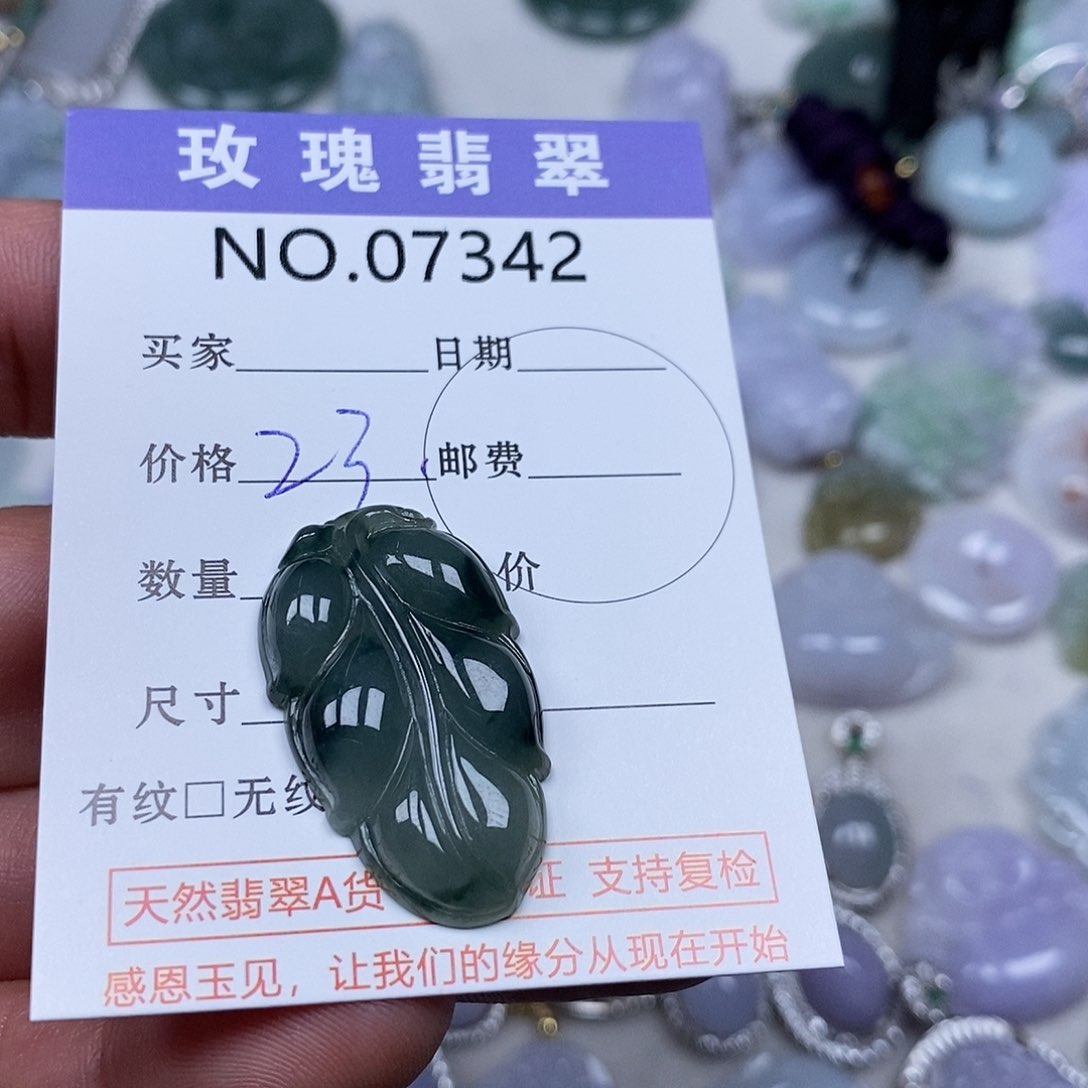 玫瑰翡翠
NO.07342
买家 日期
价格 23 邮费
数量 价
尺寸
有纹□无纹
天然翡翠A货 证 支持复检
感恩玉见，让我们的缘分从现在开始